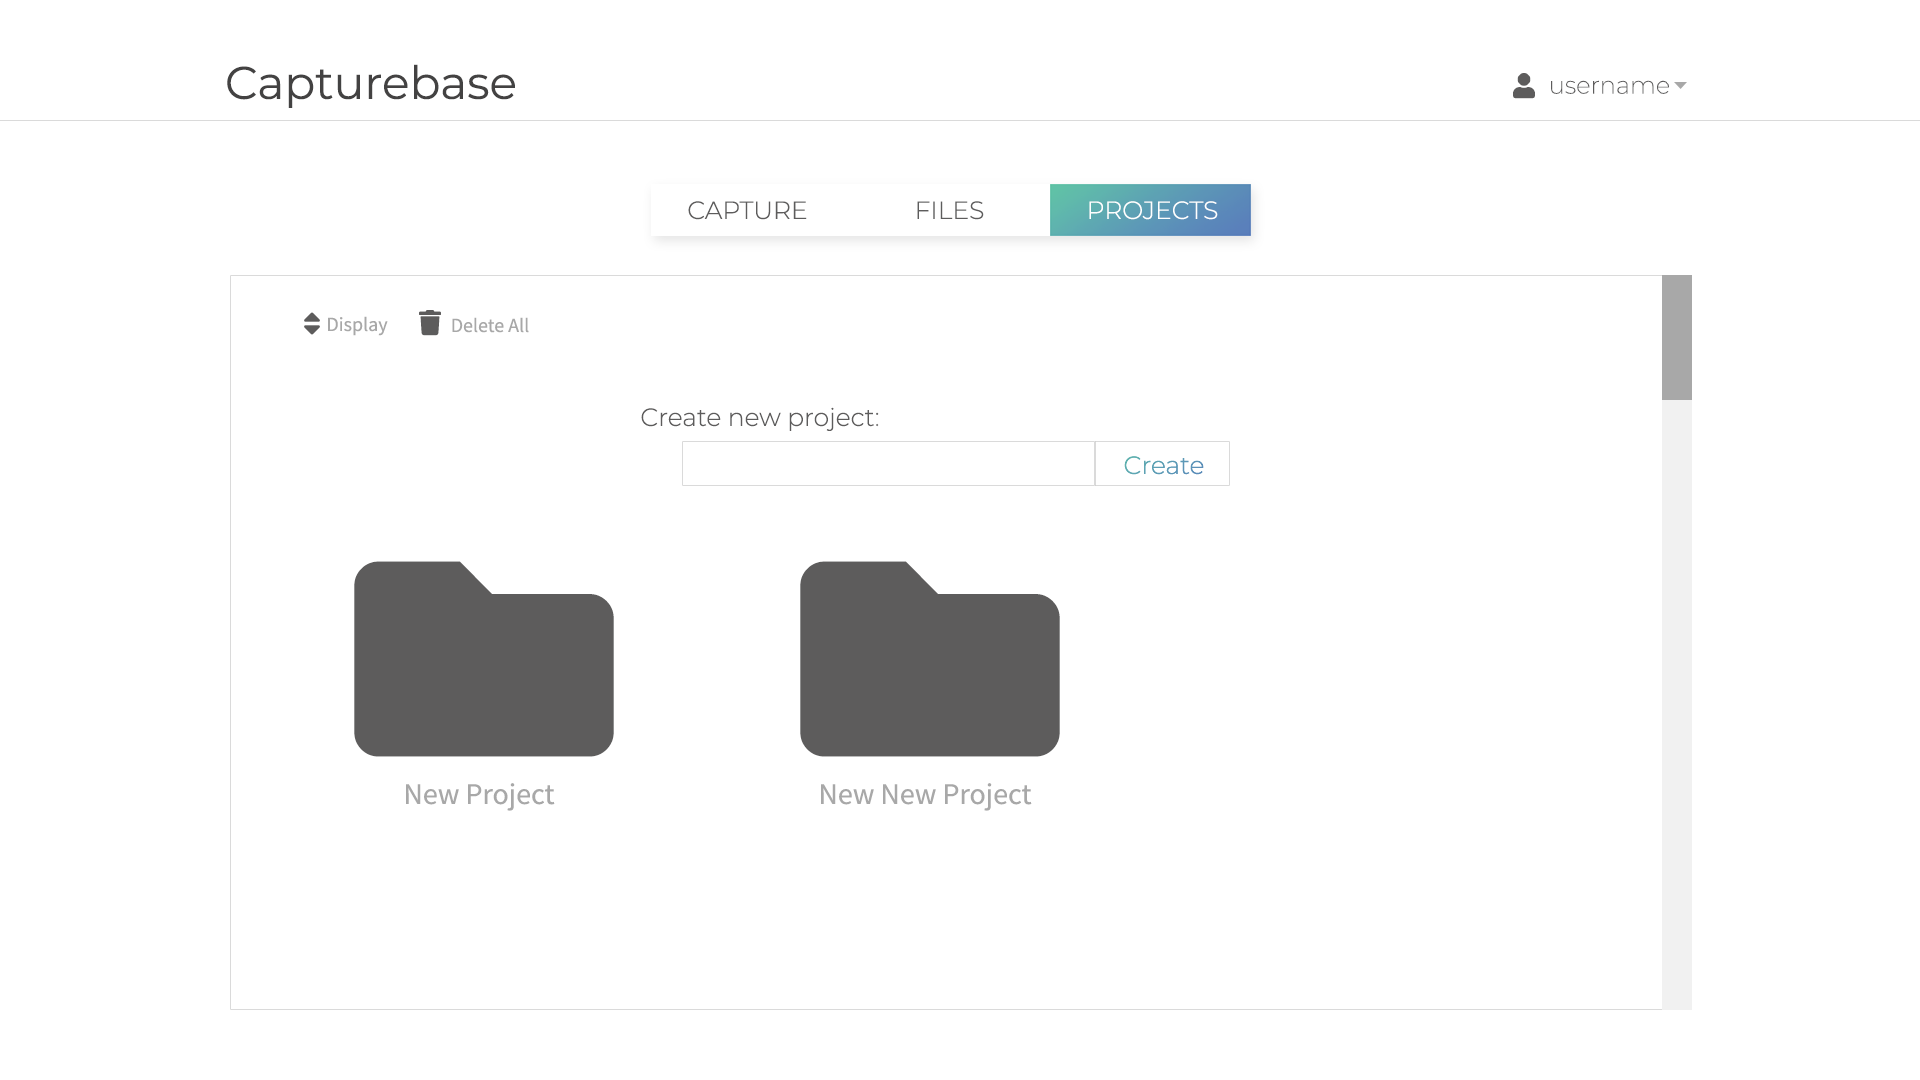 Capturebase
username
CAPTURE FILES PROJECTS
Display Delete All
Create new project:
Create
New Project New New Project